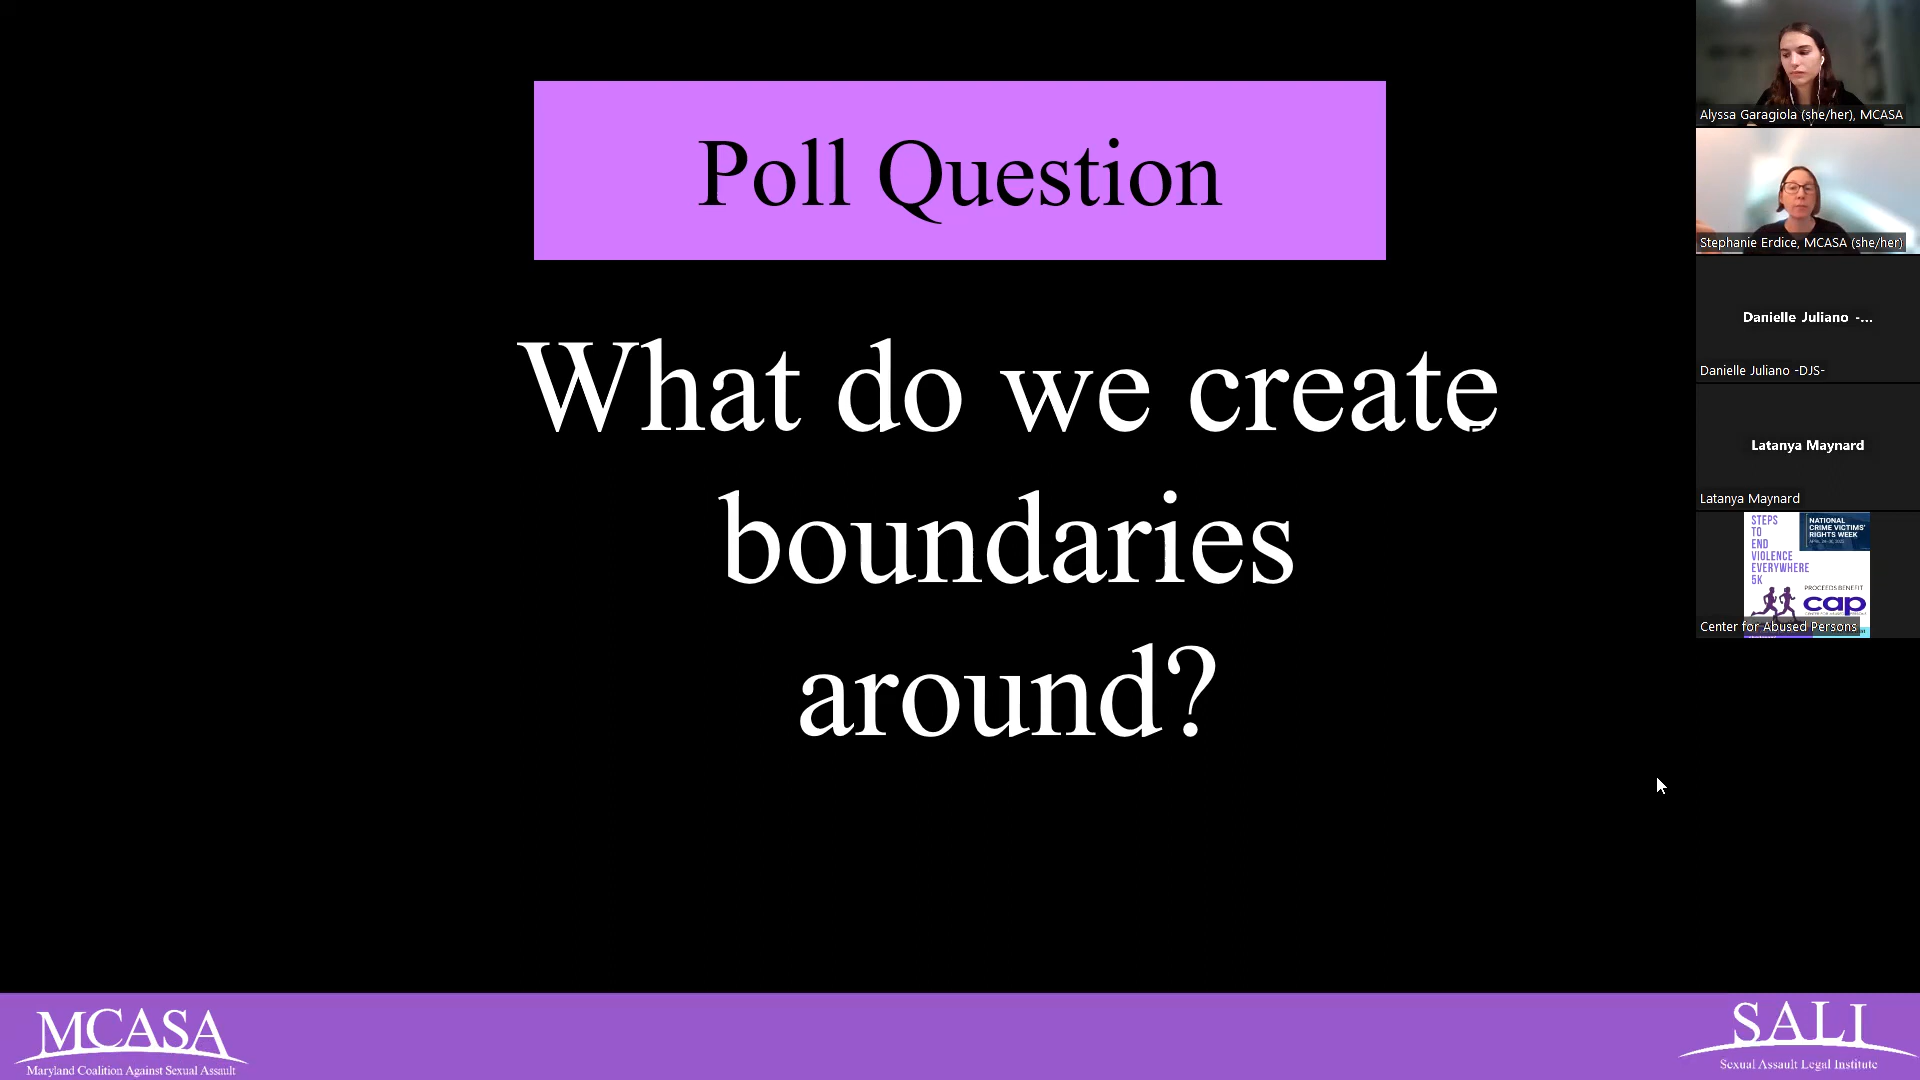 Poll Question
What do we create
boundaries
around?
MCASA
Maryland Coalition Against Sexual Assault
SALI
Sexual Assault Legal Institute
Alyssa Garagiola (she/her), MCASA
Stephanie Erdice, MCASA (she/her)
Danielle Juliano -...
Danielle Juliano -DJS-
Latanya Maynard
Latanya Maynard
STEPS
TO
END
VIOLENCE
EVERYWHERE
5K
NATIONAL
CRIME VICTIMS'
RIGHTS WEEK
PROCEEDS BENEFIT
cap
Center for Abused Persons